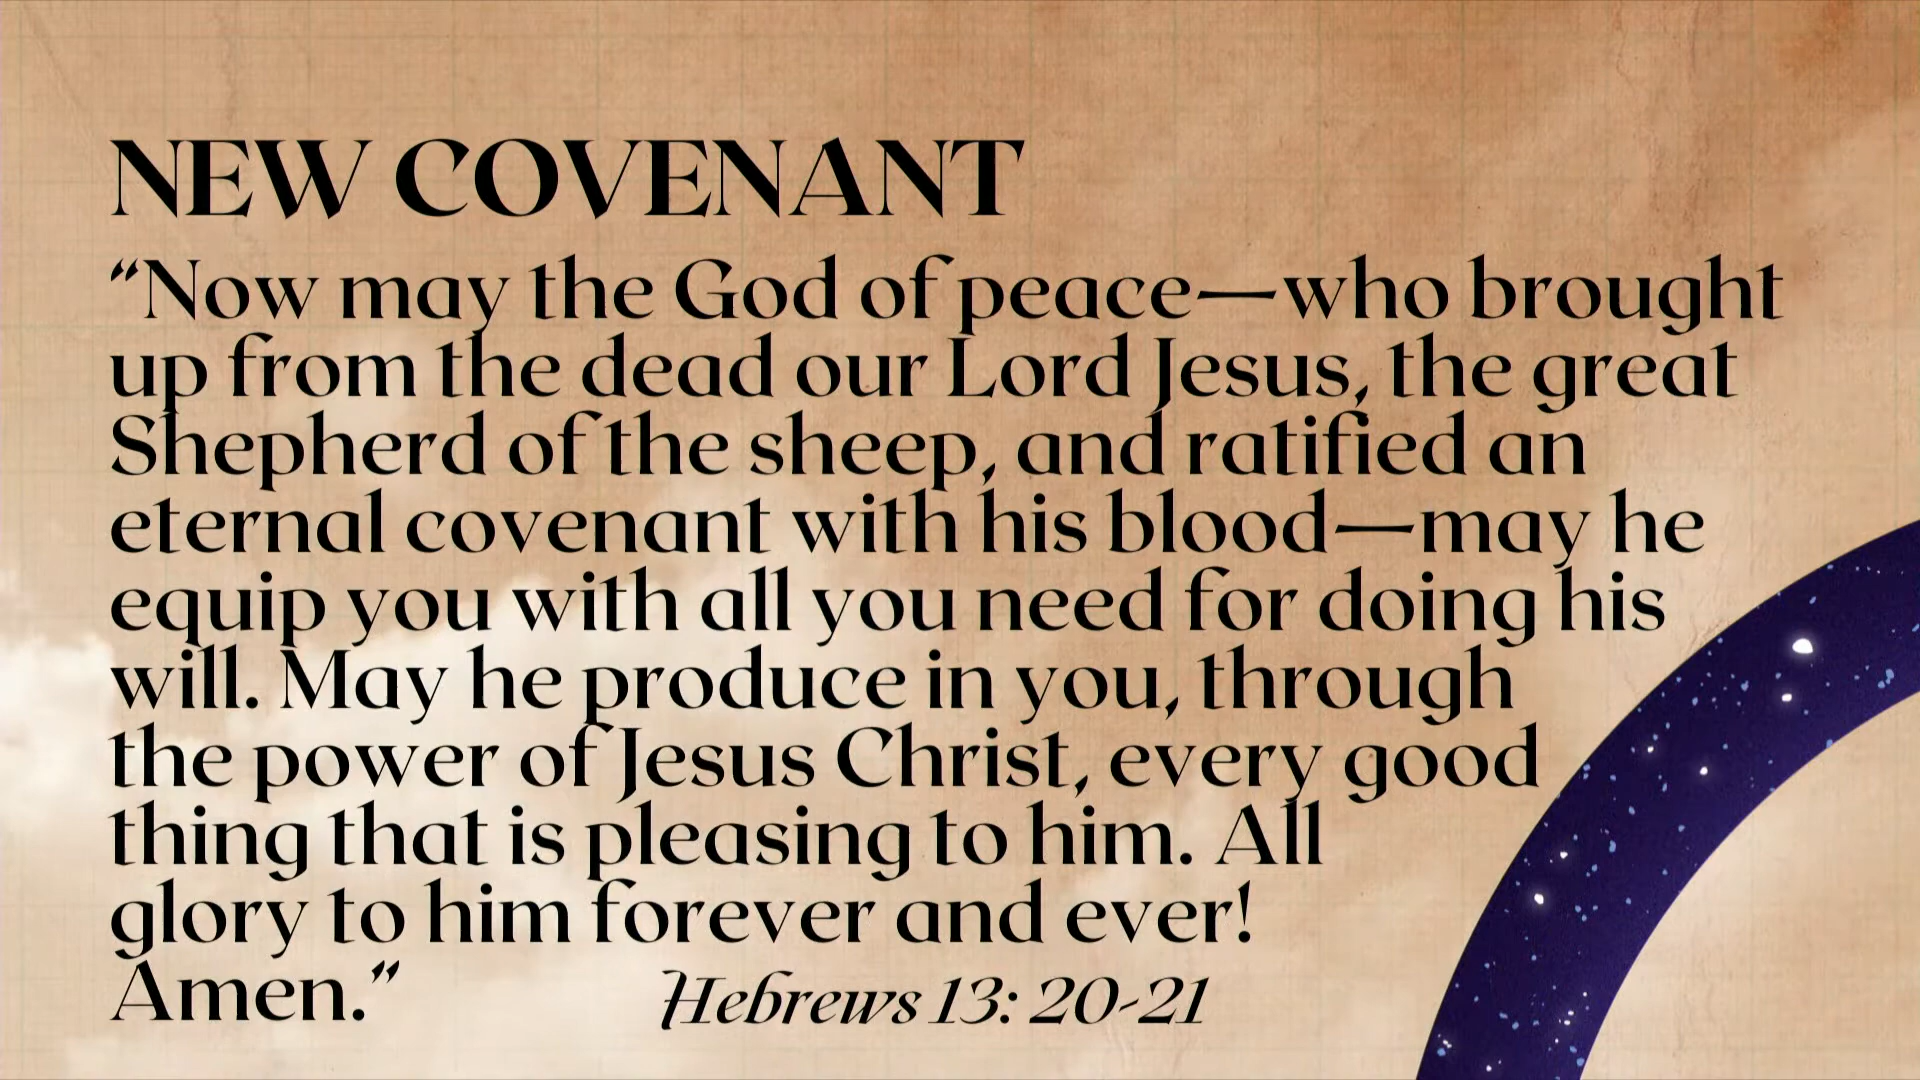 NEW COVENANT
“Now may the God of peace—who brought
up from the dead our Lord Jesus, the great
Shepherd of the sheep, and ratified an
eternal covenant with his blood—may he
equip you with all you need for doing his
will. May he produce in you, through
the power of Jesus Christ, every good
thing that is pleasing to him. All
glory to him forever and ever!
Amen.” Hebrews 13: 20-21